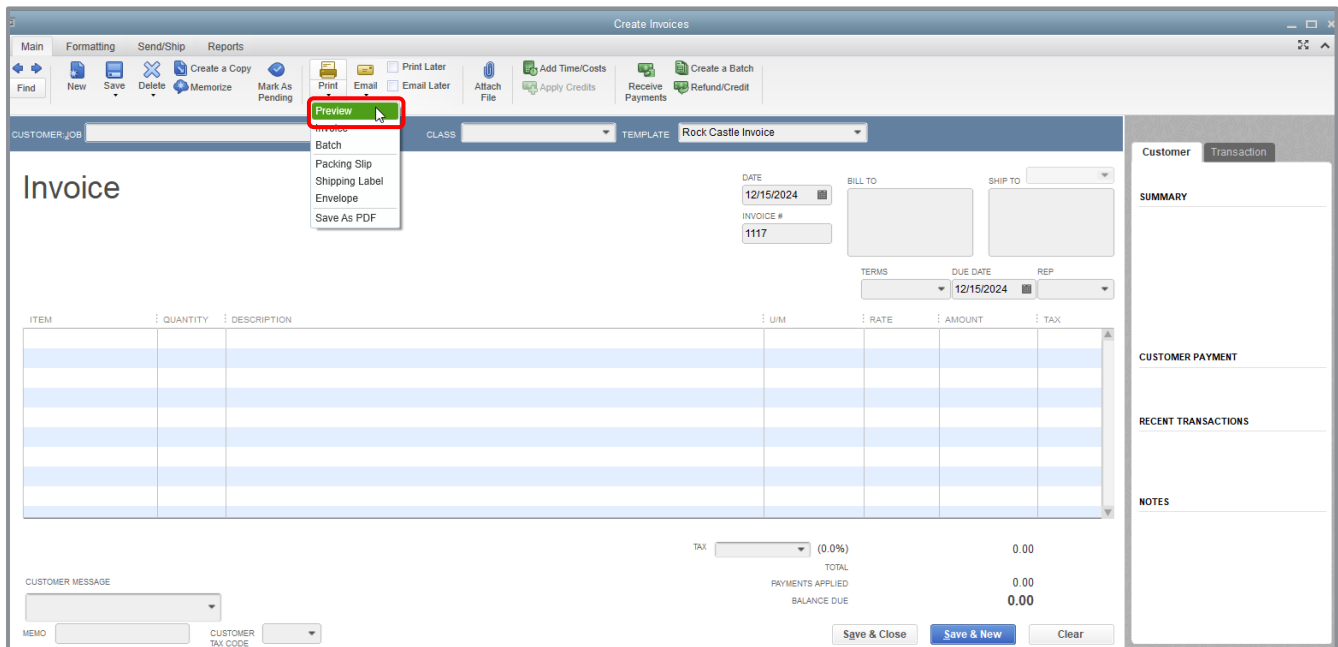 Create Invoices
Main Formatting Send/Ship Reports
Find New Save Delete Create a Copy Memorize Mark As Pending Print Email Print Later Email Later Attach File Add Time/Costs Apply Credits Receive Payments Create a Batch Refund/Credit
Preview
Invoice
Batch
Packing Slip
Shipping Label
Envelope
Save As PDF
CUSTOMER:JOB CLASS TEMPLATE Rock Castle Invoice
Customer Transaction
Invoice
DATE BILL TO SHIP TO
12/15/2024
INVOICE #
1117
SUMMARY
TERMS DUE DATE REP
12/15/2024
ITEM QUANTITY DESCRIPTION U/M RATE AMOUNT TAX
CUSTOMER PAYMENT
RECENT TRANSACTIONS
NOTES
TAX (0.0%) 0.00
TOTAL
CUSTOMER MESSAGE
PAYMENTS APPLIED 0.00
BALANCE DUE 0.00
MEMO CUSTOMER TAX CODE
Save & Close Save & New Clear